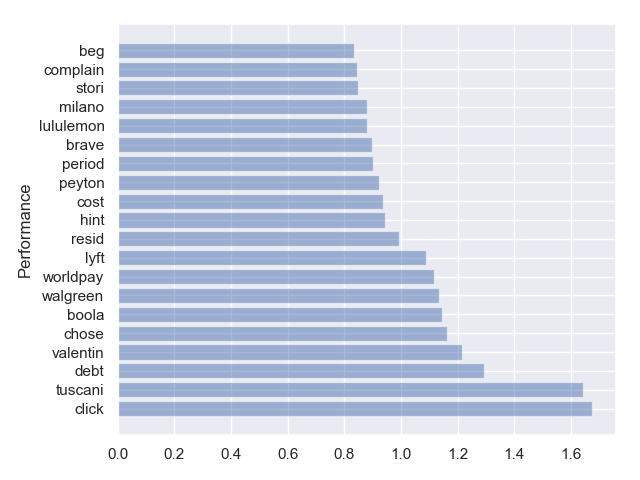 beg
complain
stori
milano
lululemon
brave
period
peyton
cost
hint
resid
lyft
worldpay
walgreen
boola
chose
valentin
debt
tuscani
click
Performance
0.0 0.2 0.4 0.6 0.8 1.0 1.2 1.4 1.6